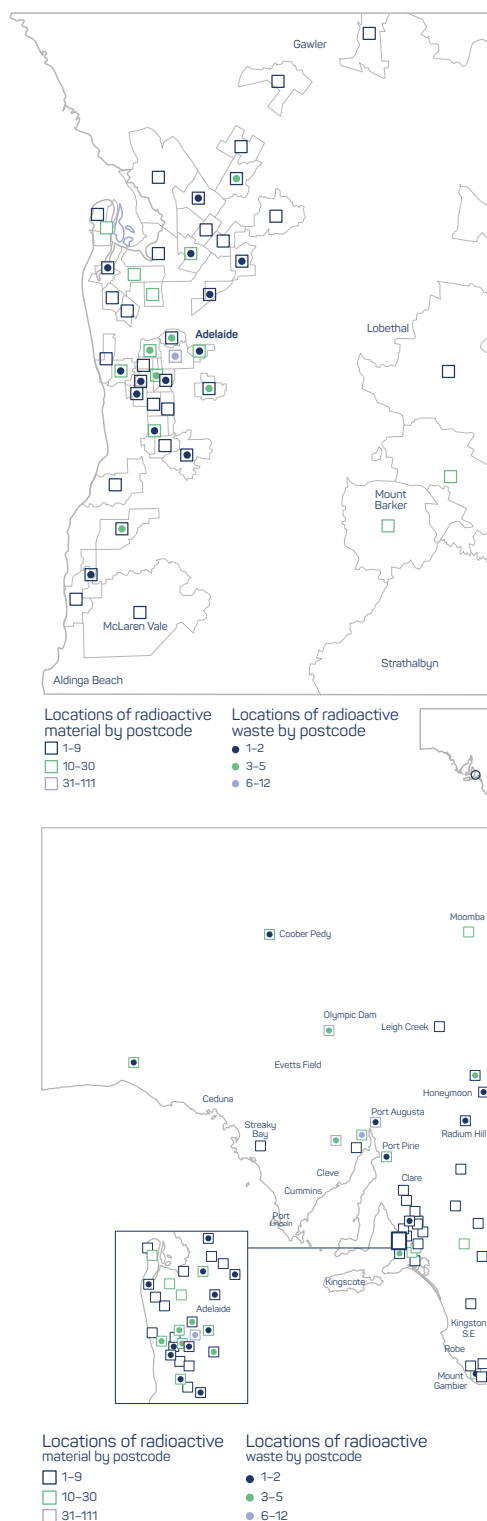 Gawler
Lobethal
Adelaide
Mount
Barker
McLaren Vale
Strathalbyn
Aldinga Beach
Locations of radioactive
material by postcode
1–9
10–30
31–111
Locations of radioactive
waste by postcode
1–2
3–5
6–12
Moomba
Coober Pedy
Olympic Dam
Leigh Creek
Evetts Field
Honeymoon
Ceduna
Port Augusta
Streaky
Bay
Radium Hill
Port Pirie
Cleve
Clare
Cummins
Port
Lincoln
Kingscote
Adelaide
Kingston
S.E
Robe
Mount
Gambier
Locations of radioactive
material by postcode
1–9
10–30
31–111
Locations of radioactive
waste by postcode
1–2
3–5
6–12